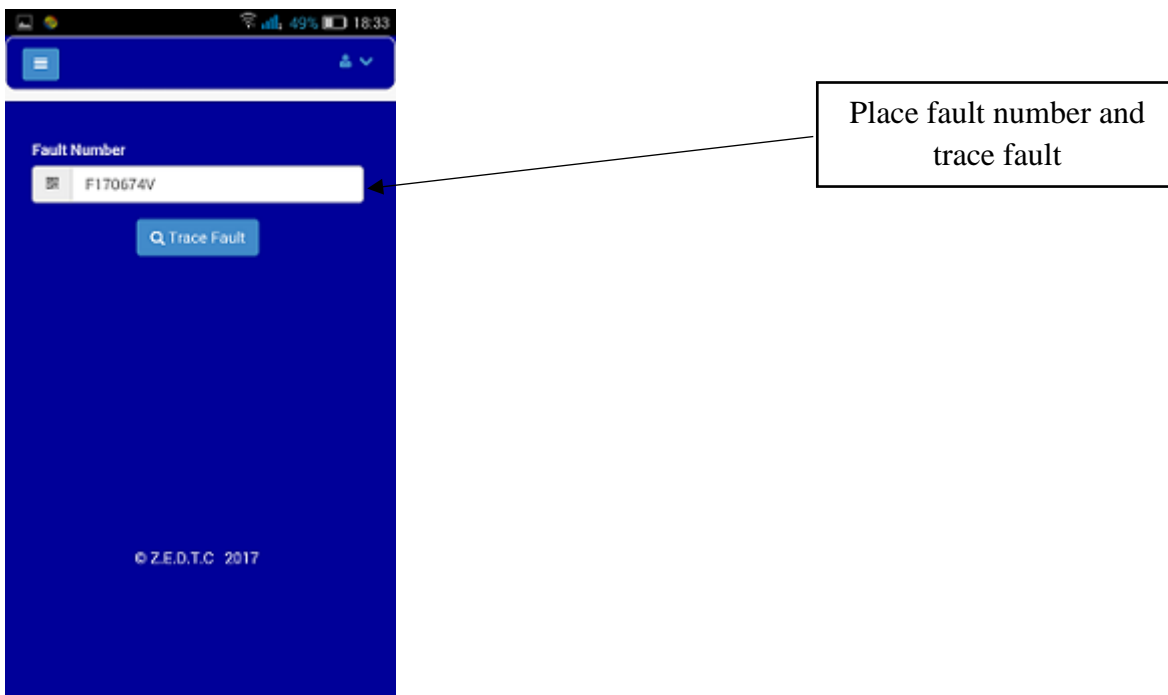 49% 18:33
Place fault number and
trace fault
Fault Number
F170674V
Trace Fault
© Z.E.D.T.C 2017